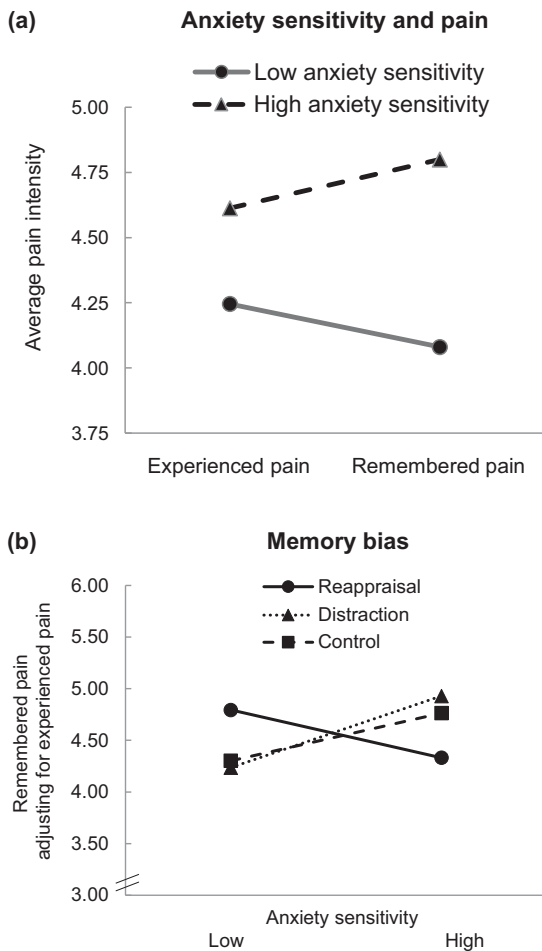 (a) Anxiety sensitivity and pain
Low anxiety sensitivity
High anxiety sensitivity
5.00
4.75
4.50
4.25
4.00
3.75
Average pain intensity
Experienced pain Remembered pain
(b) Memory bias
Reappraisal
Distraction
Control
6.00
5.50
5.00
4.50
4.00
3.50
3.00
Remembered pain
adjusting for experienced pain
Anxiety sensitivity
Low High